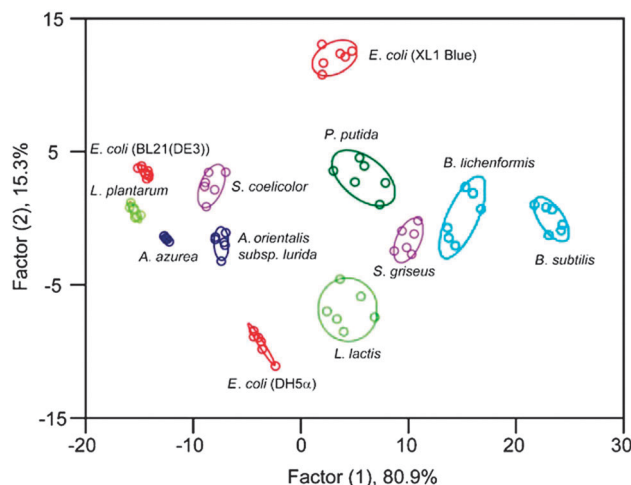 15
E. coli (XL1 Blue)
P. putida
E. coli (BL21(DE3))
B. lichenformis
5
L. plantarum
S. coelicolor
A. azurea
A. orientalis
subsp. lurida
S. griseus
B. subtilis
-5
L. lactis
E. coli (DH5α)
-15
-20
-10
0
10
20
30
Factor (1), 80.9%
Factor (2), 15.3%